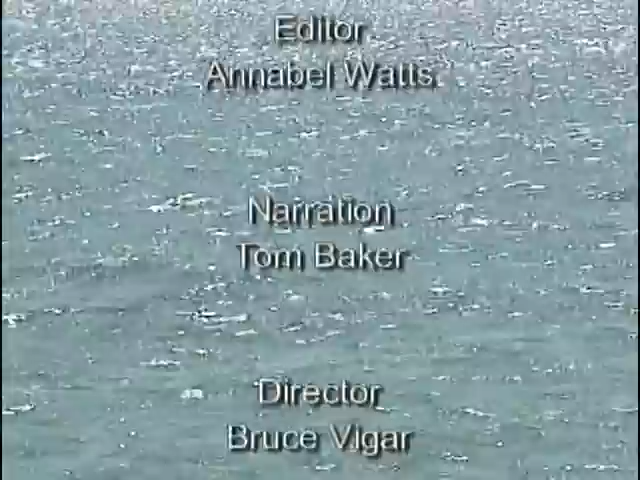 Editor
Annabel Watts
Narration
Tom Baker
Director
Bruce Vigar